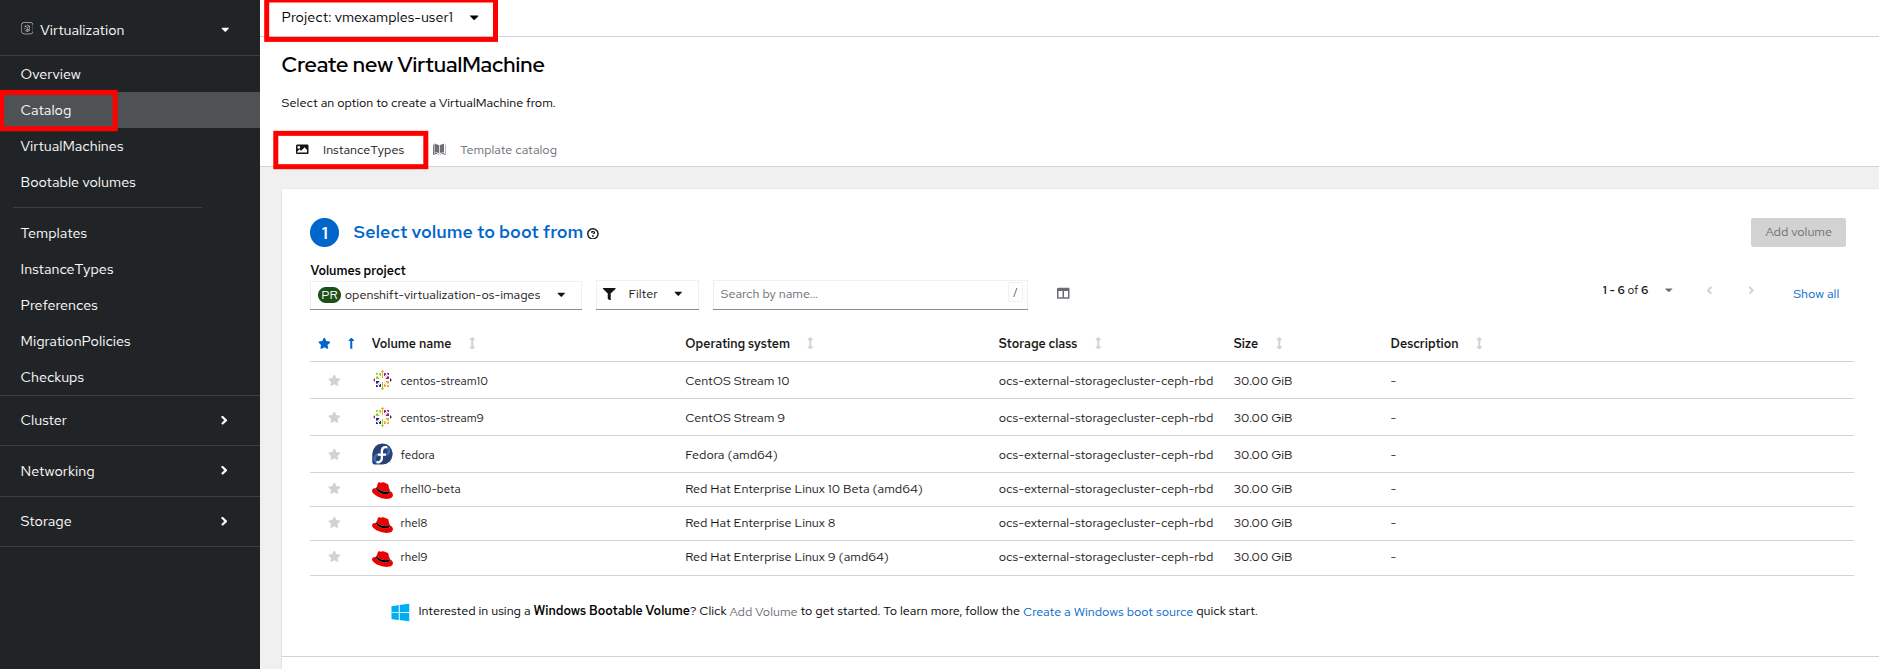 Virtualization
Overview
Catalog
VirtualMachines
Bootable volumes
Templates
InstanceTypes
Preferences
MigrationPolicies
Checkups
Cluster
Networking
Storage
Project: vmexamples-user1
Create new VirtualMachine
Select an option to create a VirtualMachine from.
InstanceTypes Template catalog
1 Select volume to boot from Add volume
Volumes project
PR openshift-virtualization-os-images Filter Search by name... / 1 - 6 of 6 Show all
Volume name Operating system Storage class Size Description
centos-stream10 CentOS Stream 10 ocs-external-storagecluster-ceph-rbd 30.00 GiB -
centos-stream9 CentOS Stream 9 ocs-external-storagecluster-ceph-rbd 30.00 GiB -
fedora Fedora (amd64) ocs-external-storagecluster-ceph-rbd 30.00 GiB -
rhel10-beta Red Hat Enterprise Linux 10 Beta (amd64) ocs-external-storagecluster-ceph-rbd 30.00 GiB -
rhel8 Red Hat Enterprise Linux 8 ocs-external-storagecluster-ceph-rbd 30.00 GiB -
rhel9 Red Hat Enterprise Linux 9 (amd64) ocs-external-storagecluster-ceph-rbd 30.00 GiB -
Interested in using a Windows Bootable Volume? Click Add Volume to get started. To learn more, follow the Create a Windows boot source quick start.